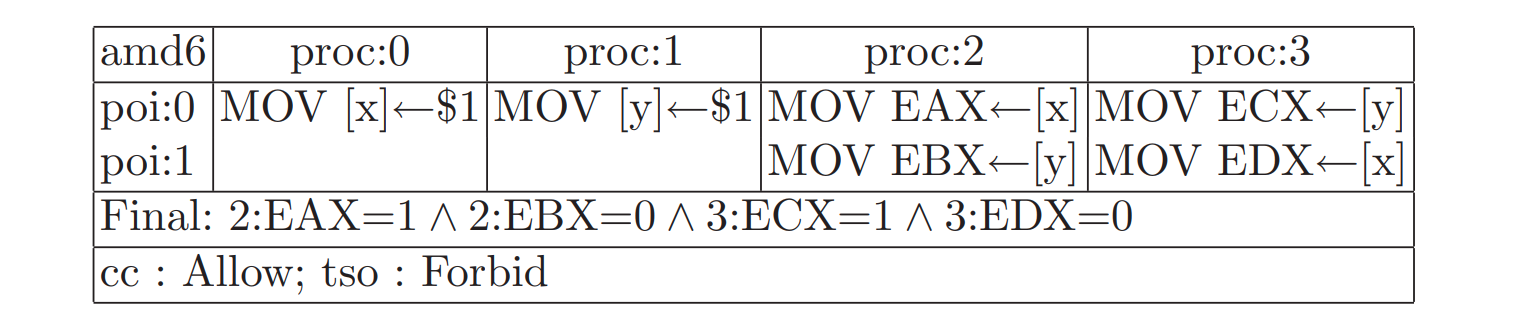 amd6 proc:0 proc:1 proc:2 proc:3
poi:0 MOV [x]←$1 MOV [y]←$1 MOV EAX←[x] MOV ECX←[y]
poi:1 MOV EBX←[y] MOV EDX←[x]
Final: 2:EAX=1 ∧ 2:EBX=0 ∧ 3:ECX=1 ∧ 3:EDX=0
cc : Allow; tso : Forbid